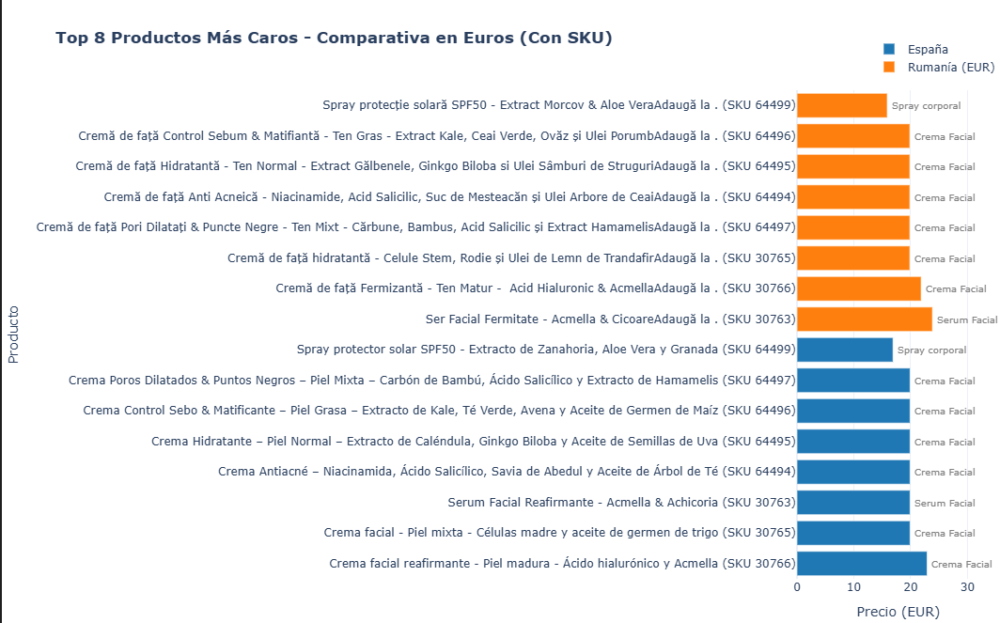 Top 8 Productos Más Caros - Comparativa en Euros (Con SKU)
España
Rumanía (EUR)
Spray protecție solară SPF50 - Extract Morcov & Aloe VeraAdaugă la . (SKU 64499) Spray corporal
Cremă de față Control Sebum & Matifiantă - Ten Gras - Extract Kale, Ceai Verde, Ovăz și Ulei PorumbAdaugă la . (SKU 64496) Crema Facial
Cremă de față Hidratantă - Ten Normal - Extract Gălbenele, Ginkgo Biloba si Ulei Sâmburi de StruguriAdaugă la . (SKU 64495) Crema Facial
Cremă de față Anti Acneică - Niacinamide, Acid Salicilic, Suc de Mesteacăn și Ulei Arbore de CeaiAdaugă la . (SKU 64494) Crema Facial
Cremă de față Pori Dilatați & Puncte Negre - Ten Mixt - Cărbune, Bambus, Acid Salicilic și Extract HamamelisAdaugă la . (SKU 64497) Crema Facial
Cremă de față hidratantă - Celule Stem, Rodie și Ulei de Lemn de TrandafirAdaugă la . (SKU 30765) Crema Facial
Cremă de față Fermizantă - Ten Matur -  Acid Hialuronic & AcmellaAdaugă la . (SKU 30766) Crema Facial
Ser Facial Fermitate - Acmella & CicoareAdaugă la . (SKU 30763) Serum Facial
Spray protector solar SPF50 - Extracto de Zanahoria, Aloe Vera y Granada (SKU 64499) Spray corporal
Crema Poros Dilatados & Puntos Negros – Piel Mixta – Carbón de Bambú, Ácido Salicílico y Extracto de Hamamelis (SKU 64497) Crema Facial
Crema Control Sebo & Matificante – Piel Grasa – Extracto de Kale, Té Verde, Avena y Aceite de Germen de Maíz (SKU 64496) Crema Facial
Crema Hidratante – Piel Normal – Extracto de Caléndula, Ginkgo Biloba y Aceite de Semillas de Uva (SKU 64495) Crema Facial
Crema Antiacné – Niacinamida, Ácido Salicílico, Savia de Abedul y Aceite de Árbol de Té (SKU 64494) Crema Facial
Serum Facial Reafirmante - Acmella & Achicoria (SKU 30763) Serum Facial
Crema facial - Piel mixta - Células madre y aceite de germen de trigo (SKU 30765) Crema Facial
Crema facial reafirmante - Piel madura - Ácido hialurónico y Acmella (SKU 30766) Crema Facial
Producto
0 10 20 30
Precio (EUR)